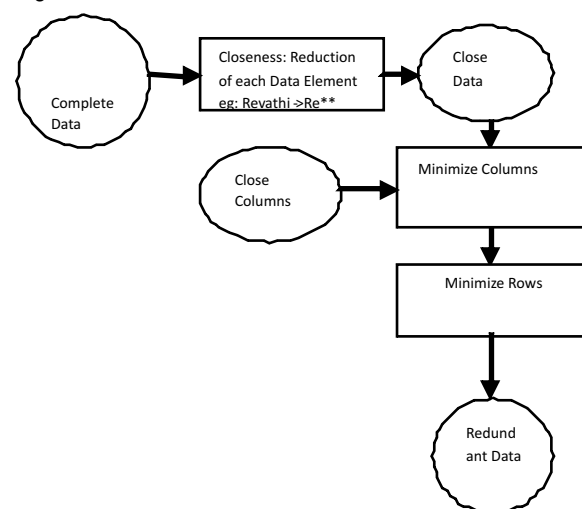 Complete
Data
Closeness: Reduction
of each Data Element
eg: Revathi ->Re**
Close
Data
Close
Columns
Minimize Columns
Minimize Rows
Redund
ant Data